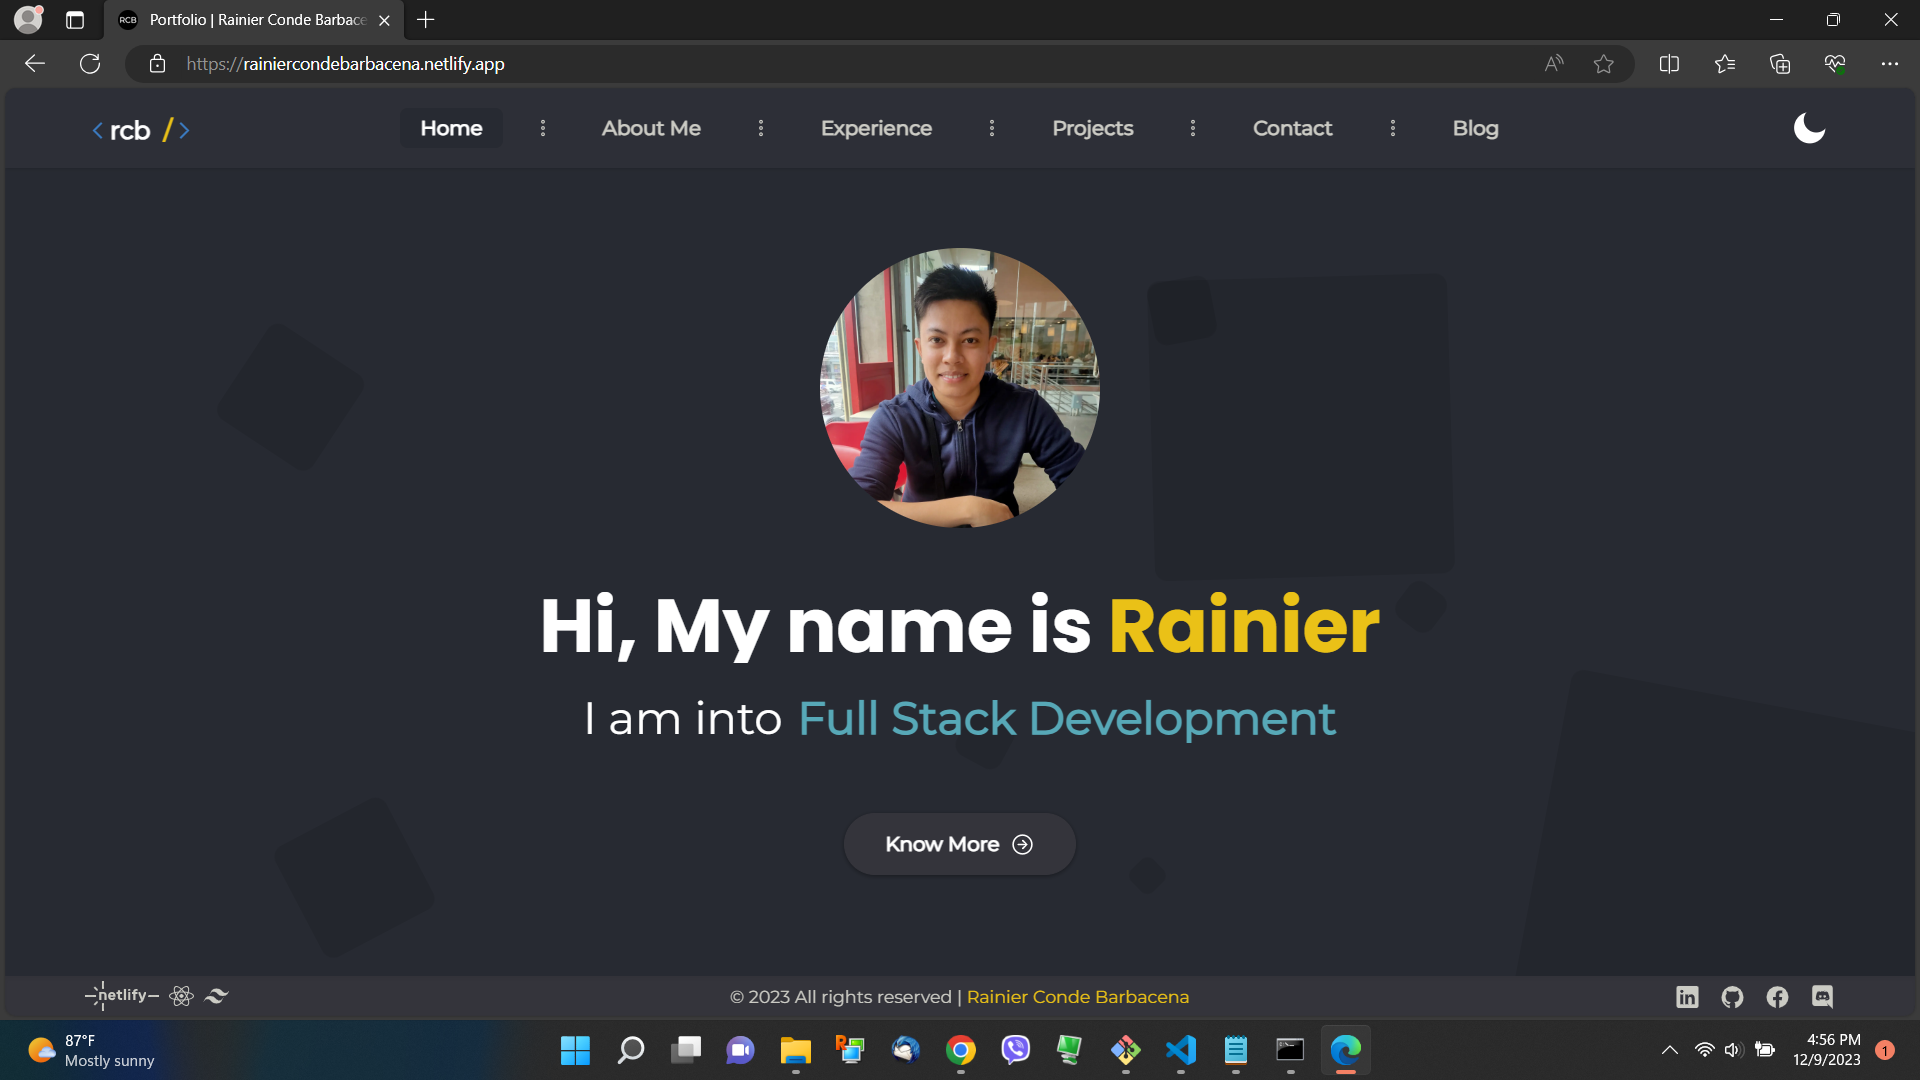 RCB Portfolio | Rainier Conde Barbace
https://rainiercondebarbacena.netlify.app
< rcb />
Home
About Me
Experience
Projects
Contact
Blog
Hi, My name is Rainier
I am into Full Stack Development
Know More
netlify
© 2023 All rights reserved | Rainier Conde Barbacena
87°F
Mostly sunny
4:56 PM
12/9/2023
1